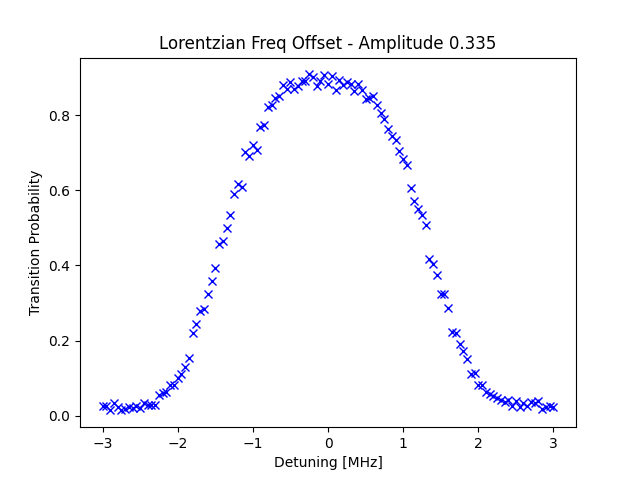 Lorentzian Freq Offset - Amplitude 0.335
Transition Probability
0.8
0.6
0.4
0.2
0.0
−3 −2 −1 0 1 2 3
Detuning [MHz]